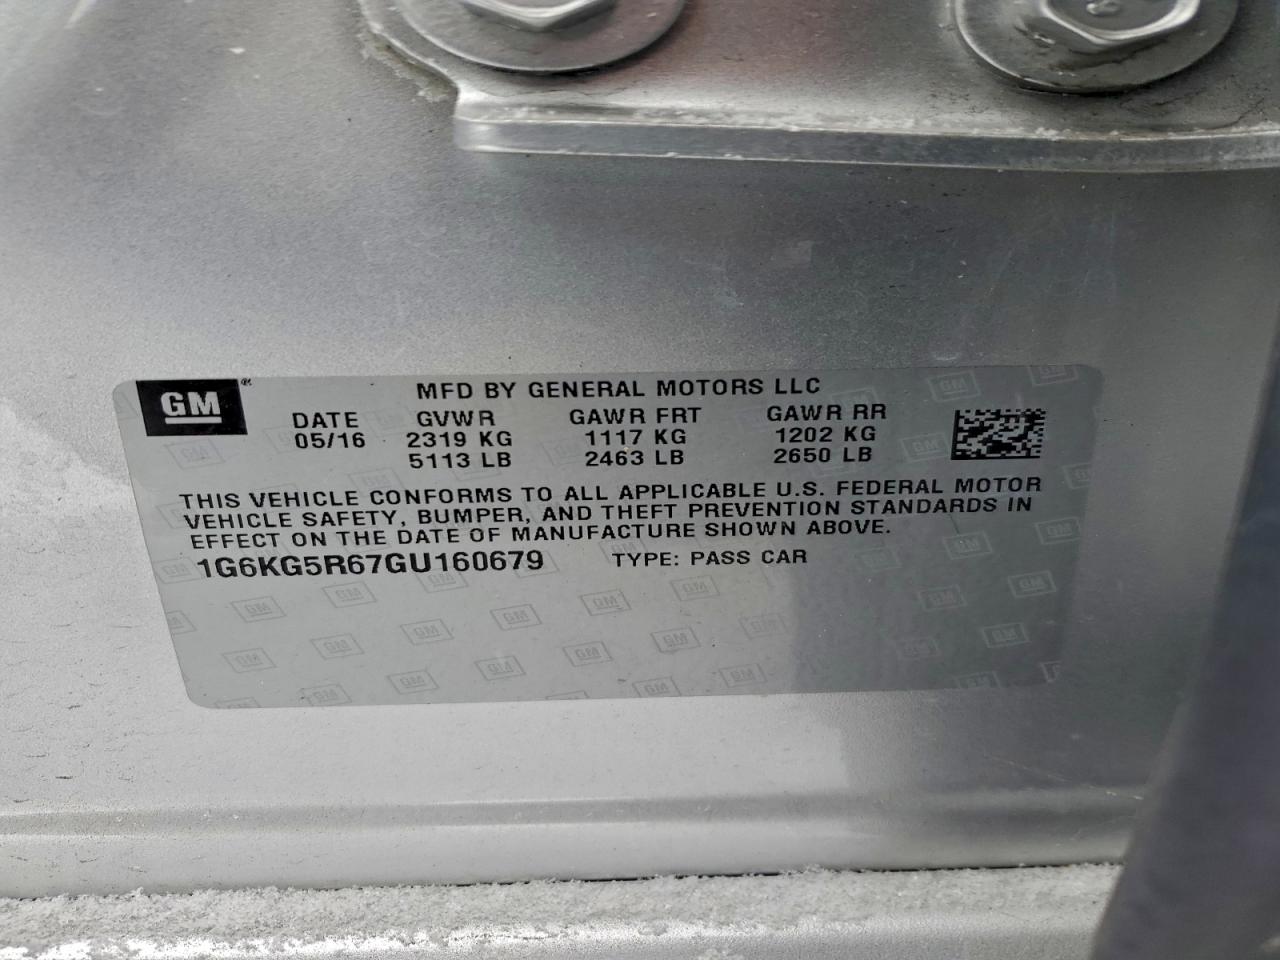 GM®
MFD BY GENERAL MOTORS LLC
DATE GVWR GAWR FRT GAWR RR
05/16 2319 KG 1117 KG 1202 KG
5113 LB 2463 LB 2650 LB
THIS VEHICLE CONFORMS TO ALL APPLICABLE U.S. FEDERAL MOTOR
VEHICLE SAFETY, BUMPER, AND THEFT PREVENTION STANDARDS IN
EFFECT ON THE DATE OF MANUFACTURE SHOWN ABOVE.
1G6KG5R67GU160679 TYPE: PASS CAR